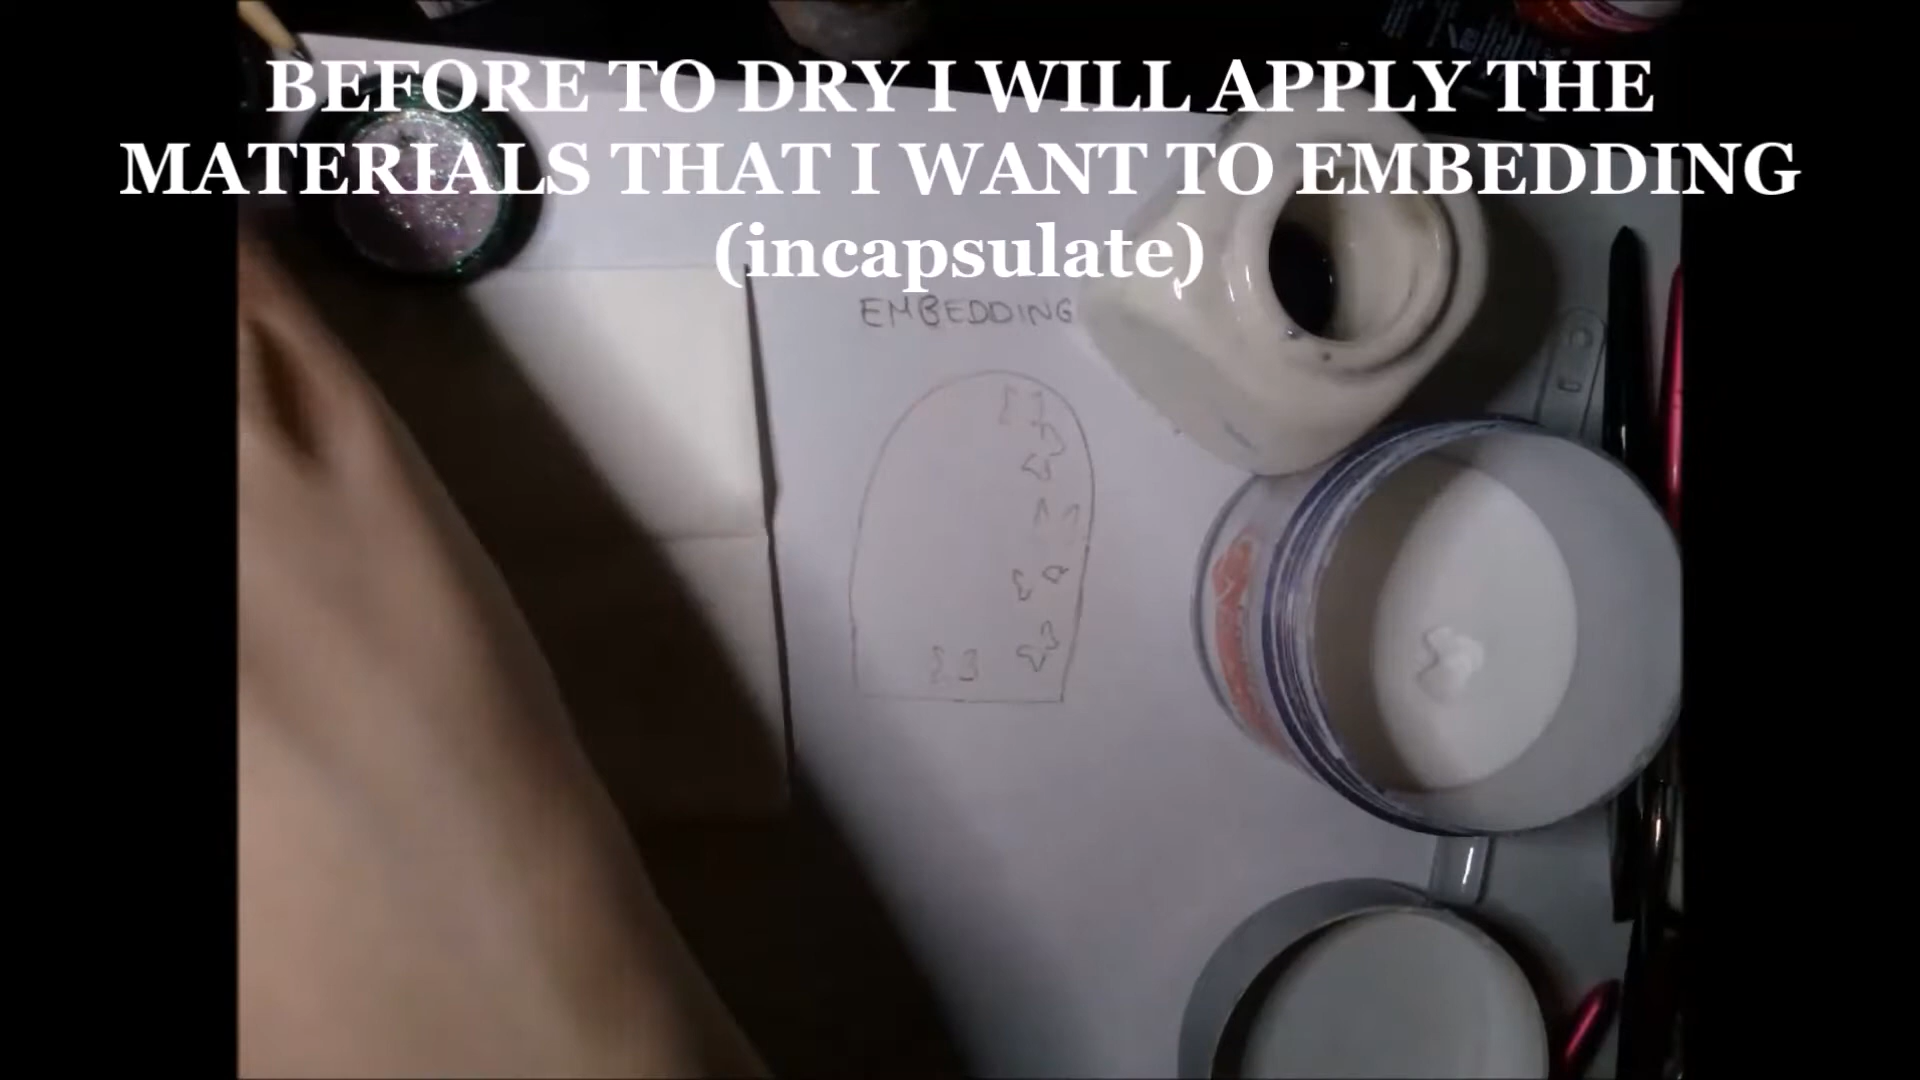 BEFORE TO DRY I WILL APPLY THE
MATERIALS THAT I WANT TO EMBEDDING
(incapsulate)
EMBEDDING